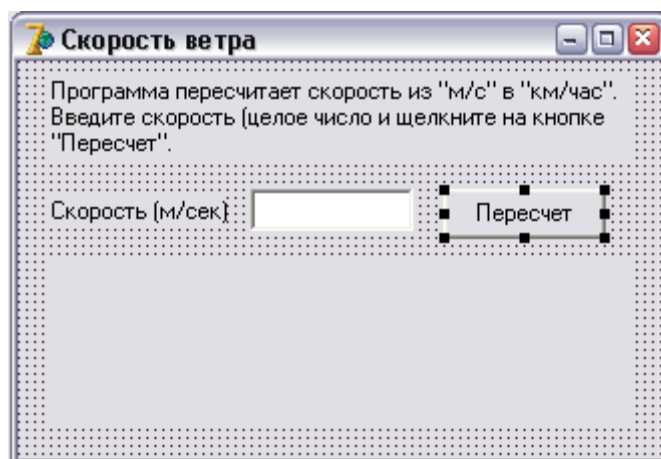 Скорость ветра
Программа пересчитает скорость из "м/с" в "км/час".
Введите скорость (целое число и щелкните на кнопке
"Пересчет".
Скорость (м/сек)
Пересчет